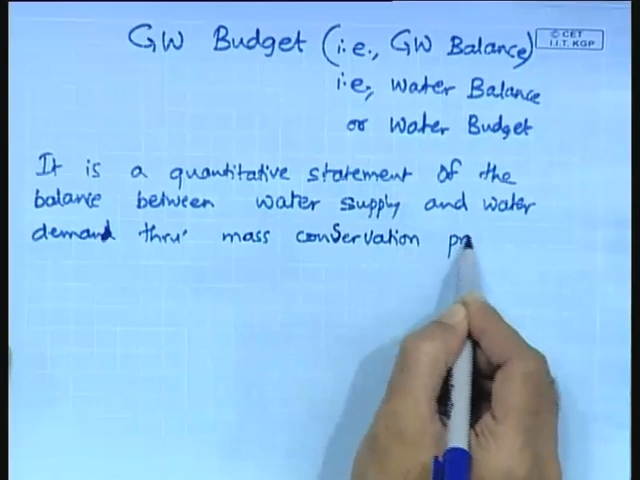 GW Budget (i.e., GW Balance)
© CET
I.I.T. KGP
i.e., Water Balance
or Water Budget
It is a quantitative statement of the
balance between water supply and water
demand thru' mass conservation pr